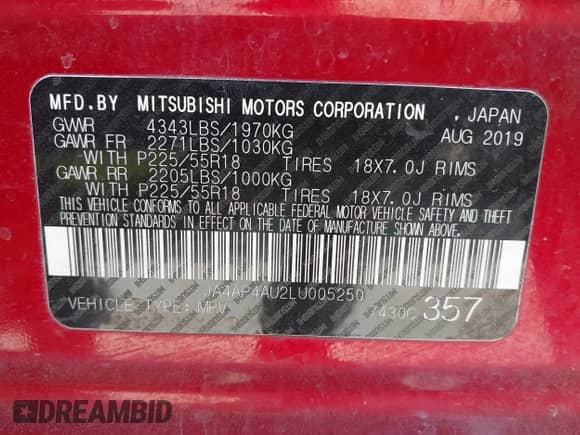 MFD.BY MITSUBISHI MOTORS CORPORATION , JAPAN
GVWR 4343LBS/1970KG AUG 2019
GAWR FR 2271LBS/1030KG
WITH P225/55R18 TIRES 18X7.0J RIMS
GAWR RR 2205LBS/1000KG
WITH P225/55R18 TIRES 18X7.0J RIMS
THIS VEHICLE CONFORMS TO ALL APPLICABLE FEDERAL MOTOR VEHICLE SAFETY AND THEFT
PREVENTION STANDARDS IN EFFECT ON THE DATE OF MANUFACTURE SHOWN ABOVE.
JA4AP4AU2LU005250
VEHICLE TYPE: MPV 7430C 357
DREAMBID